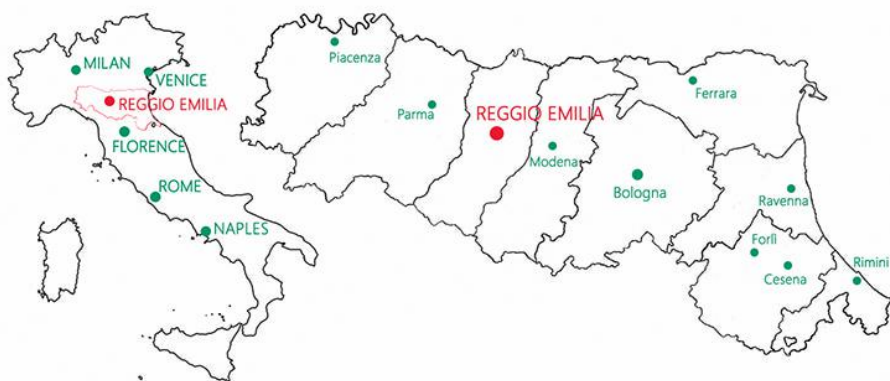 MILAN
VENICE
REGGIO EMILIA
FLORENCE
ROME
NAPLES
Piacenza
Parma
REGGIO EMILIA
Modena
Bologna
Ferrara
Ravenna
Forlì
Cesena
Rimini